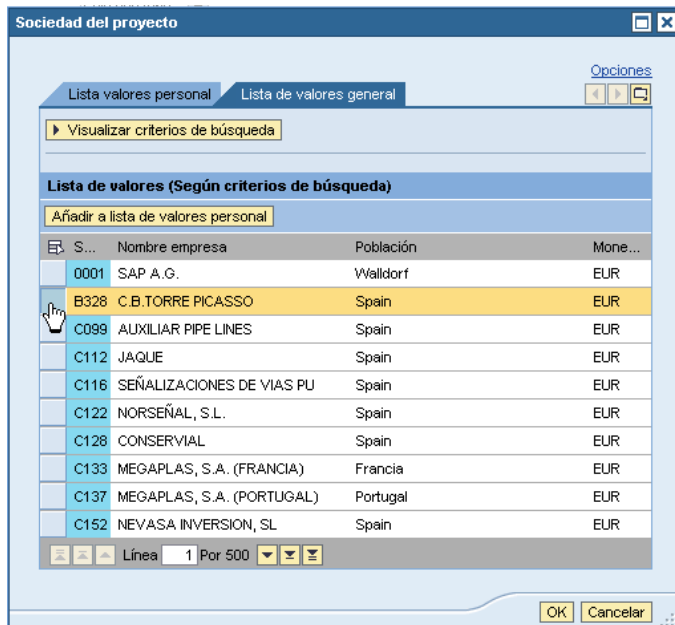 Sociedad del proyecto
Opciones
Lista valores personal Lista de valores general
Visualizar criterios de búsqueda
Lista de valores (Según criterios de búsqueda)
Añadir a lista de valores personal
S... Nombre empresa Población Mone...
0001 SAP A.G. Walldorf EUR
B328 C.B.TORRE PICASSO Spain EUR
C099 AUXILIAR PIPE LINES Spain EUR
C112 JAQUE Spain EUR
C116 SEÑALIZACIONES DE VIAS PU Spain EUR
C122 NORSEÑAL, S.L. Spain EUR
C128 CONSERVIAL Spain EUR
C133 MEGAPLAS, S.A. (FRANCIA) Francia EUR
C137 MEGAPLAS, S.A. (PORTUGAL) Portugal EUR
C152 NEVASA INVERSION, SL Spain EUR
Línea 1 Por 500
OK Cancelar